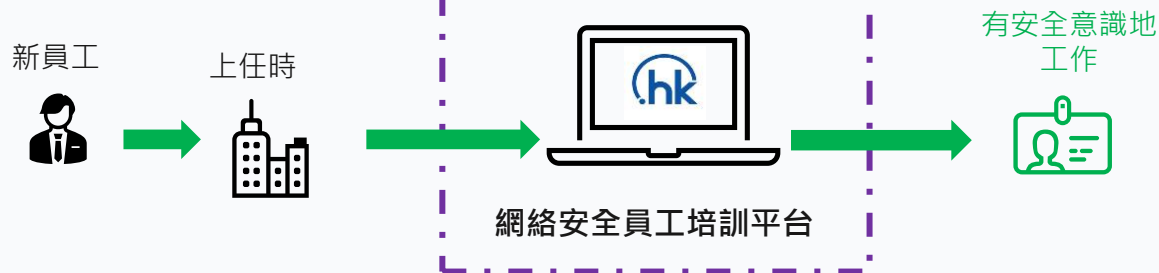 新員工
上任時
.hk
網絡安全員工培訓平台
有安全意識地
工作